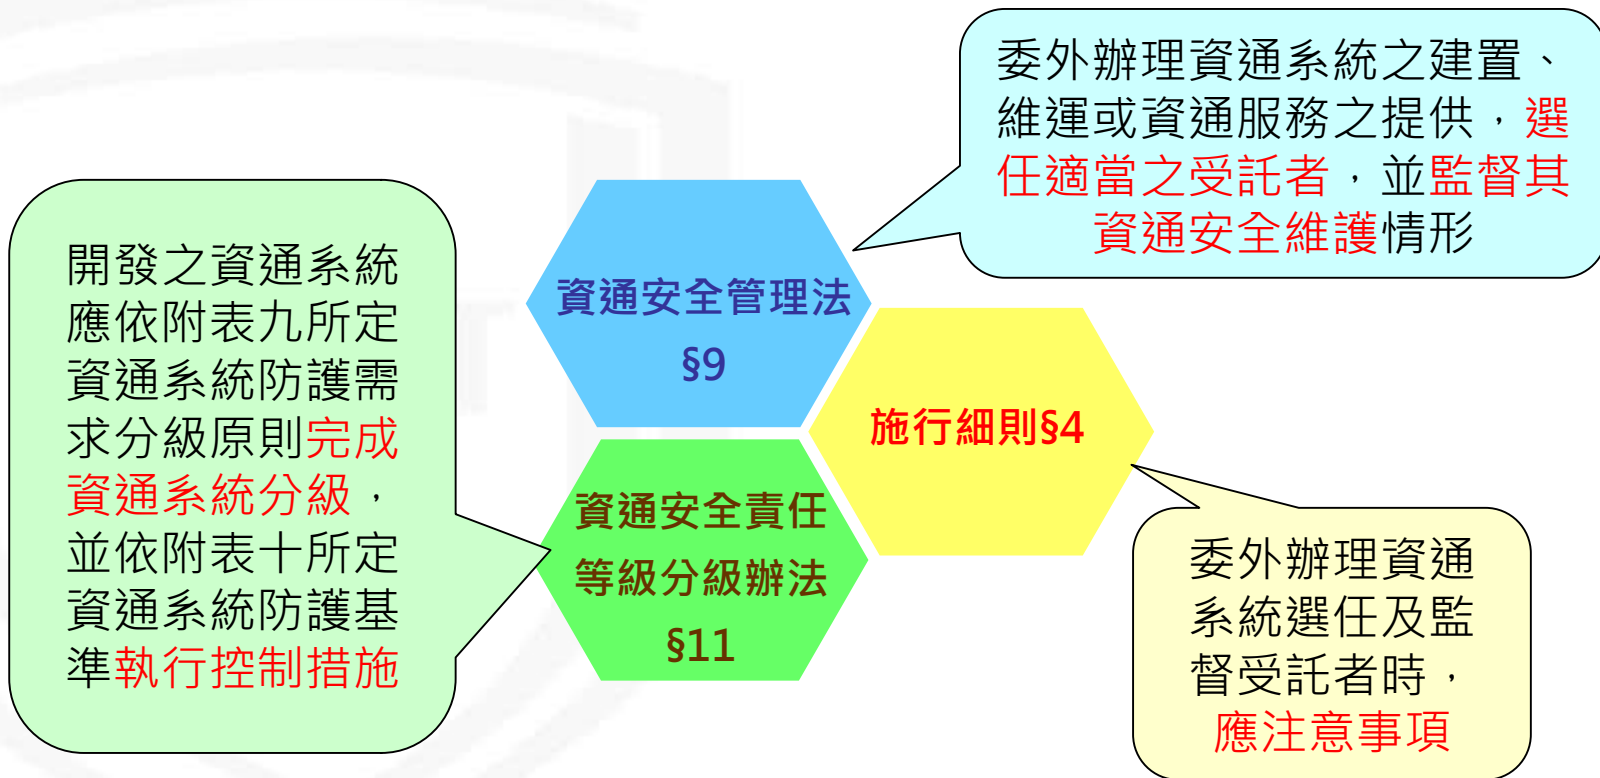 委外辦理資通系統之建置、
維運或資通服務之提供，選
任適當之受託者，並監督其
資通安全維護情形
開發之資通系統
應依附表九所定
資通系統防護需
求分級原則完成
資通系統分級，
並依附表十所定
資通系統防護基
準執行控制措施
資通安全管理法
§9
施行細則§4
資通安全責任
等級分級辦法
§11
委外辦理資通
系統選任及監
督受託者時，
應注意事項